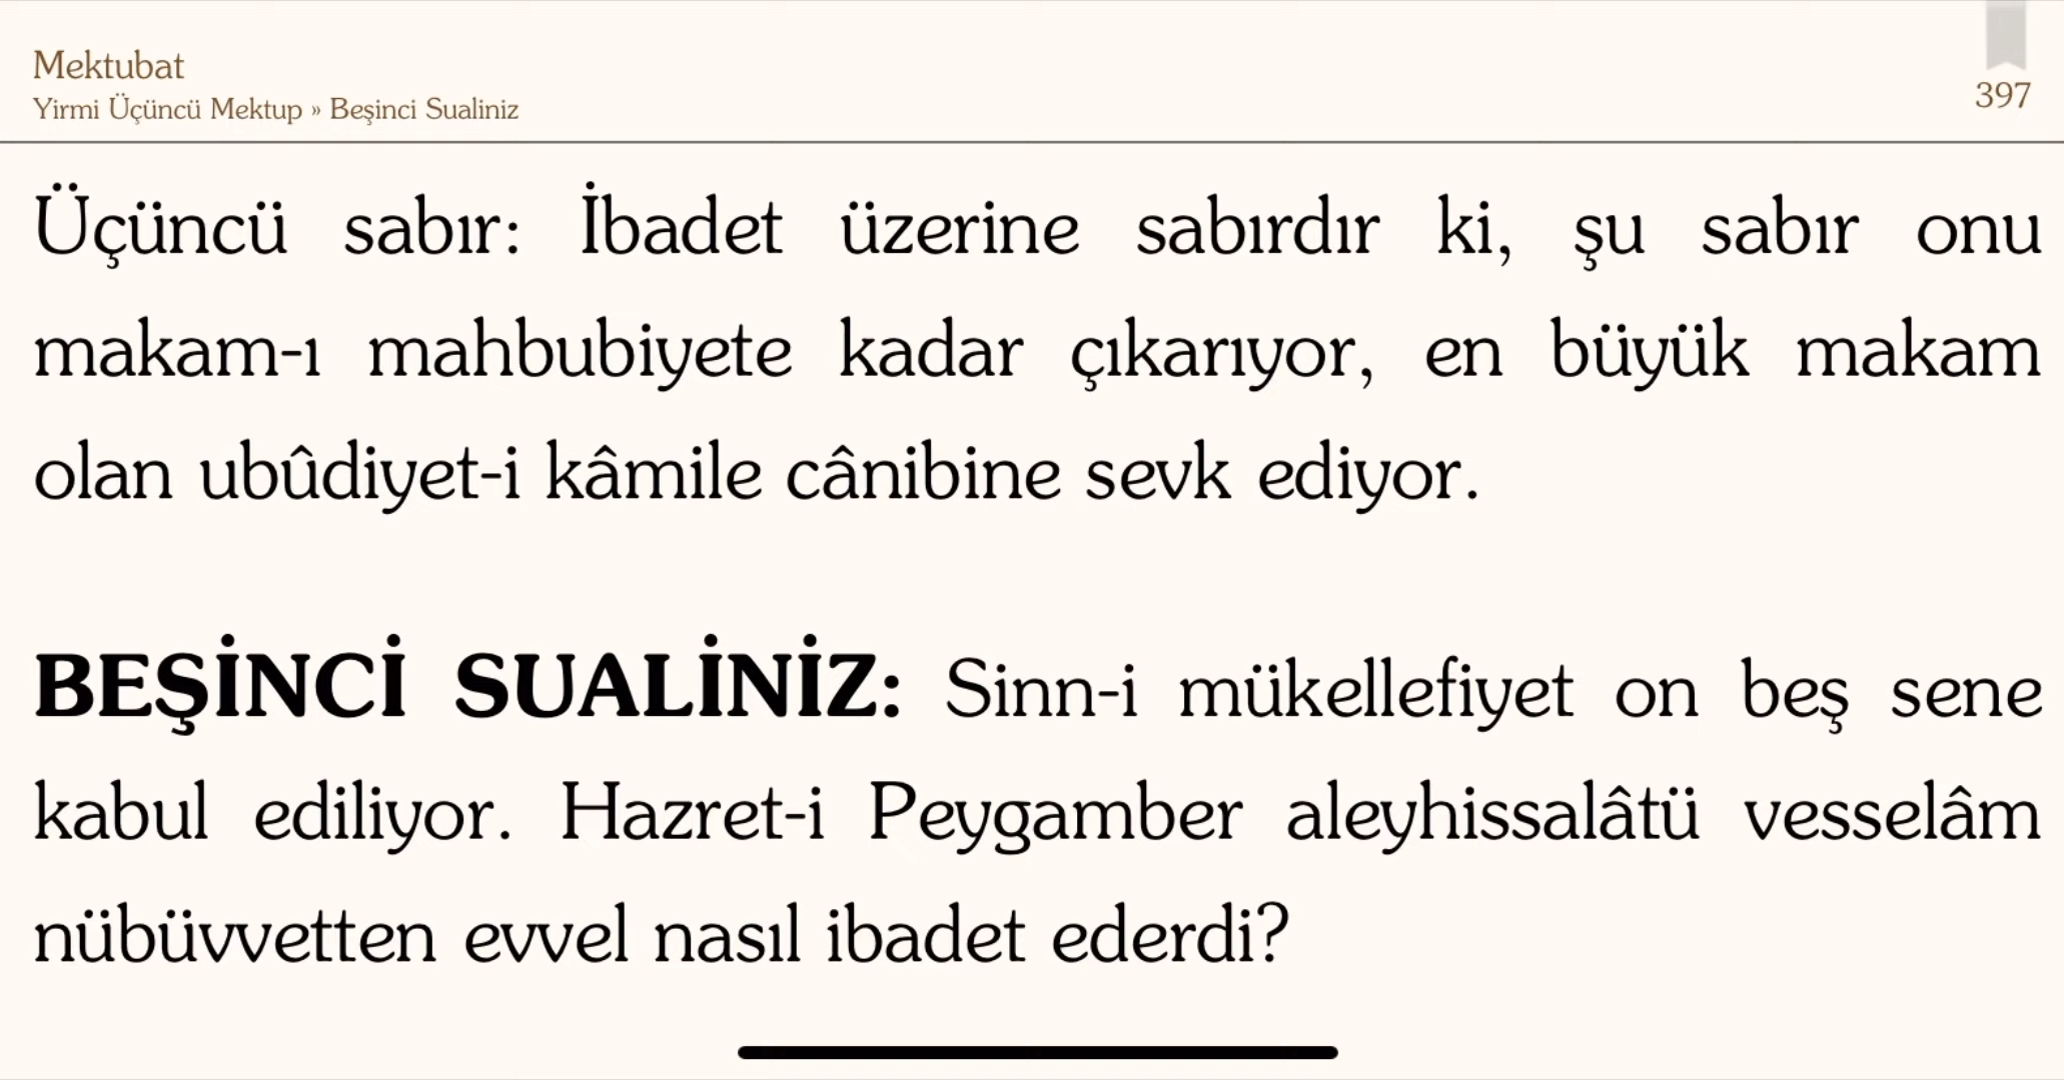 Mektubat
Yirmi Üçüncü Mektup » Beşinci Sualiniz
397
Üçüncü sabır: İbadet üzerine sabırdır ki, şu sabır onu
makam-ı mahbubiyete kadar çıkarıyor, en büyük makam
olan ubûdiyet-i kâmile cânibine sevk ediyor.
BEŞİNCİ SUALİNİZ: Sinn-i mükellefiyet on beş sene
kabul ediliyor. Hazret-i Peygamber aleyhissalâtü vesselâm
nübüvvetten evvel nasıl ibadet ederdi?